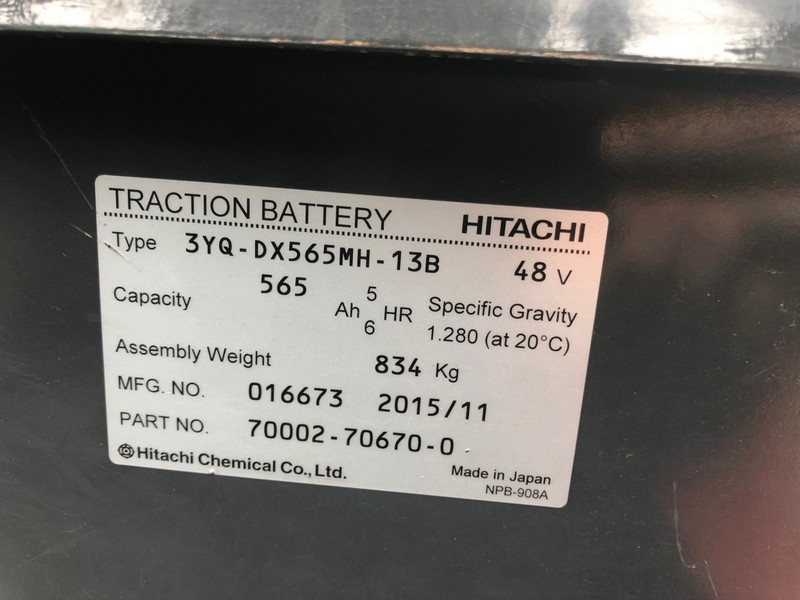 TRACTION BATTERY HITACHI
Type 3YQ-DX565MH-13B 48 V
Capacity 565 Ah 5 HR Specific Gravity
6 1.280 (at 20°C)
Assembly Weight 834 Kg
MFG. NO. 016673 2015/11
PART NO. 70002-70670-0
Hitachi Chemical Co., Ltd. Made in Japan
NPB-908A